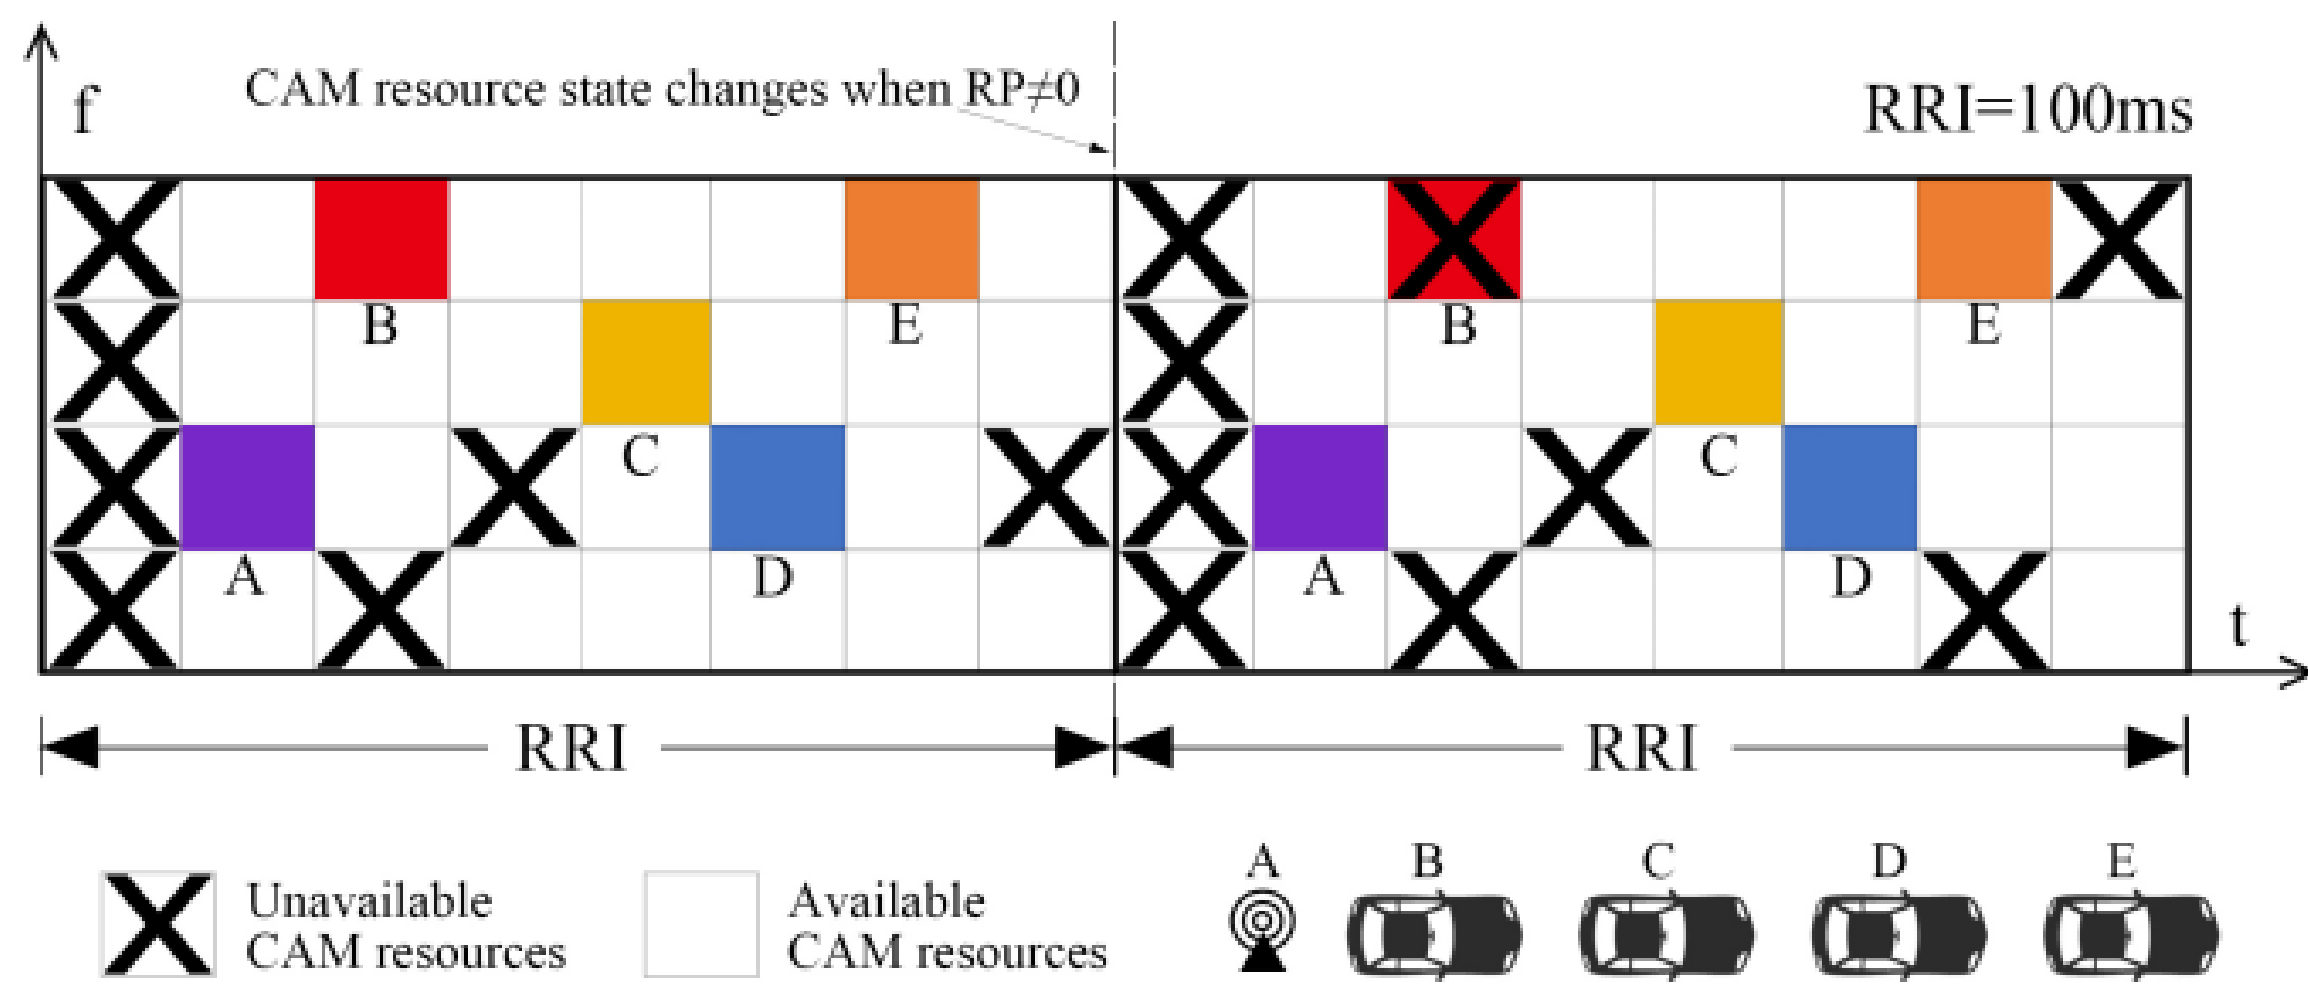 f
CAM resource state changes when RP≠0
RRI=100ms
B
E
B
E
C
C
A
D
A
D
t
RRI
RRI
Unavailable
CAM resources
Available
CAM resources
A
B
C
D
E